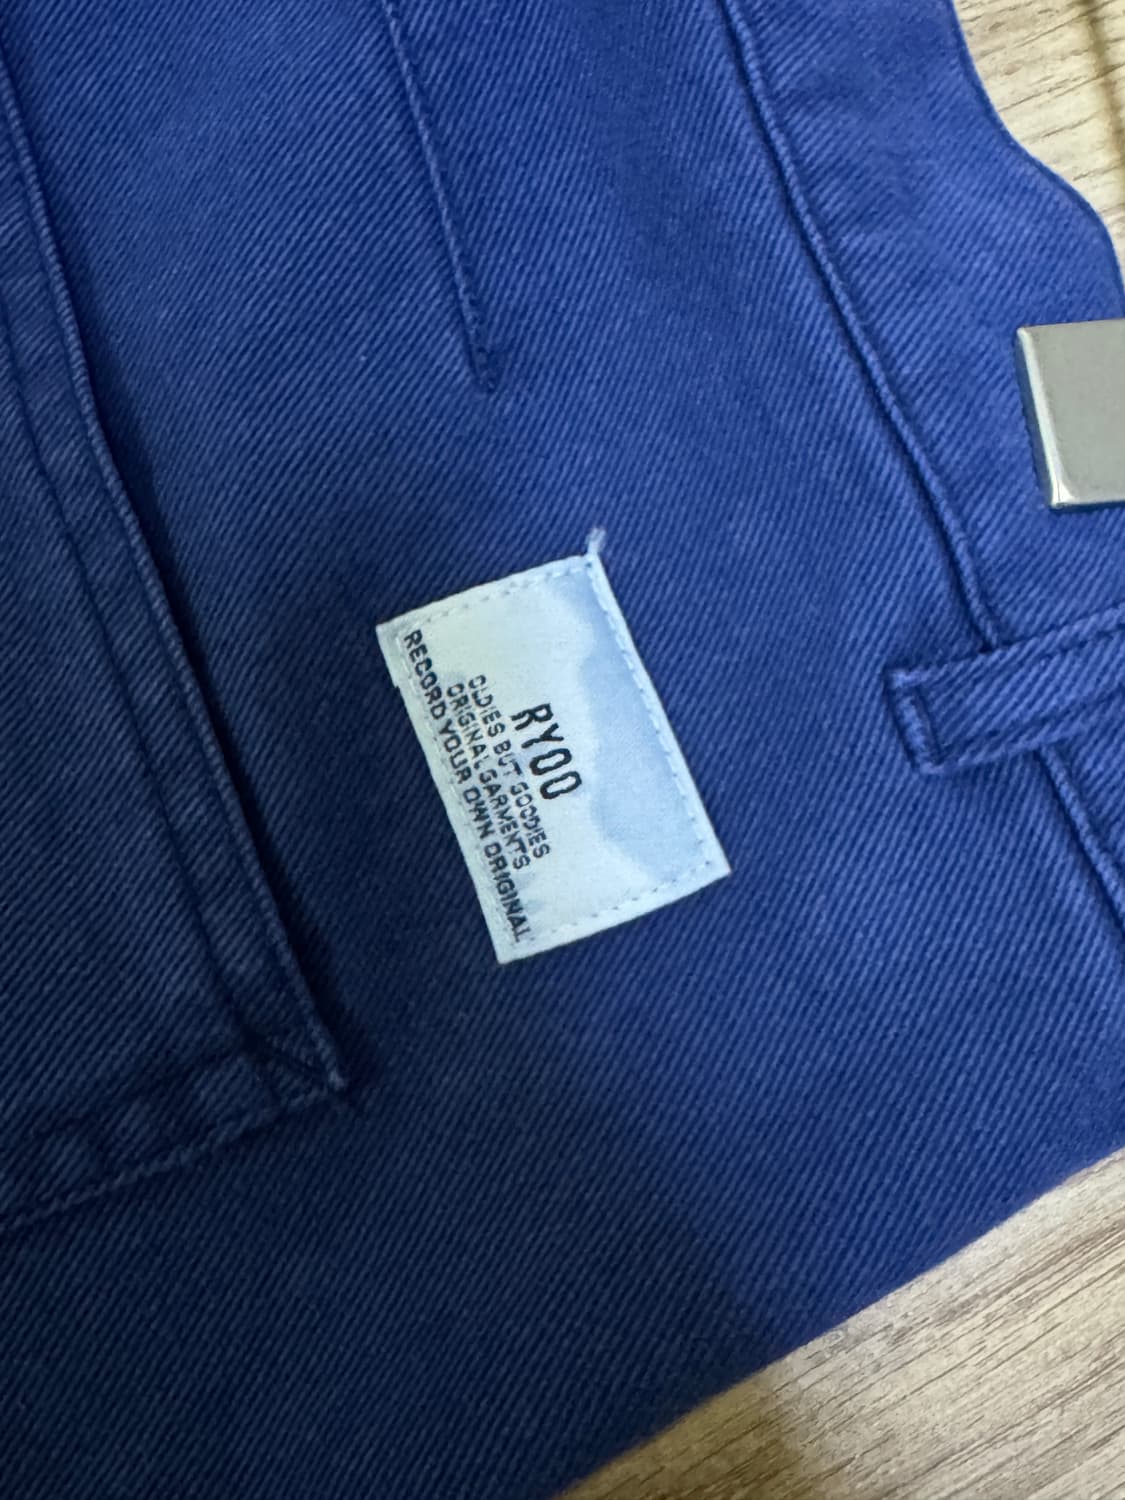 RYOO
OLDIES BUT GOODIES
ORIGINAL GARMENTS
RECORD YOUR OWN ORIGINAL